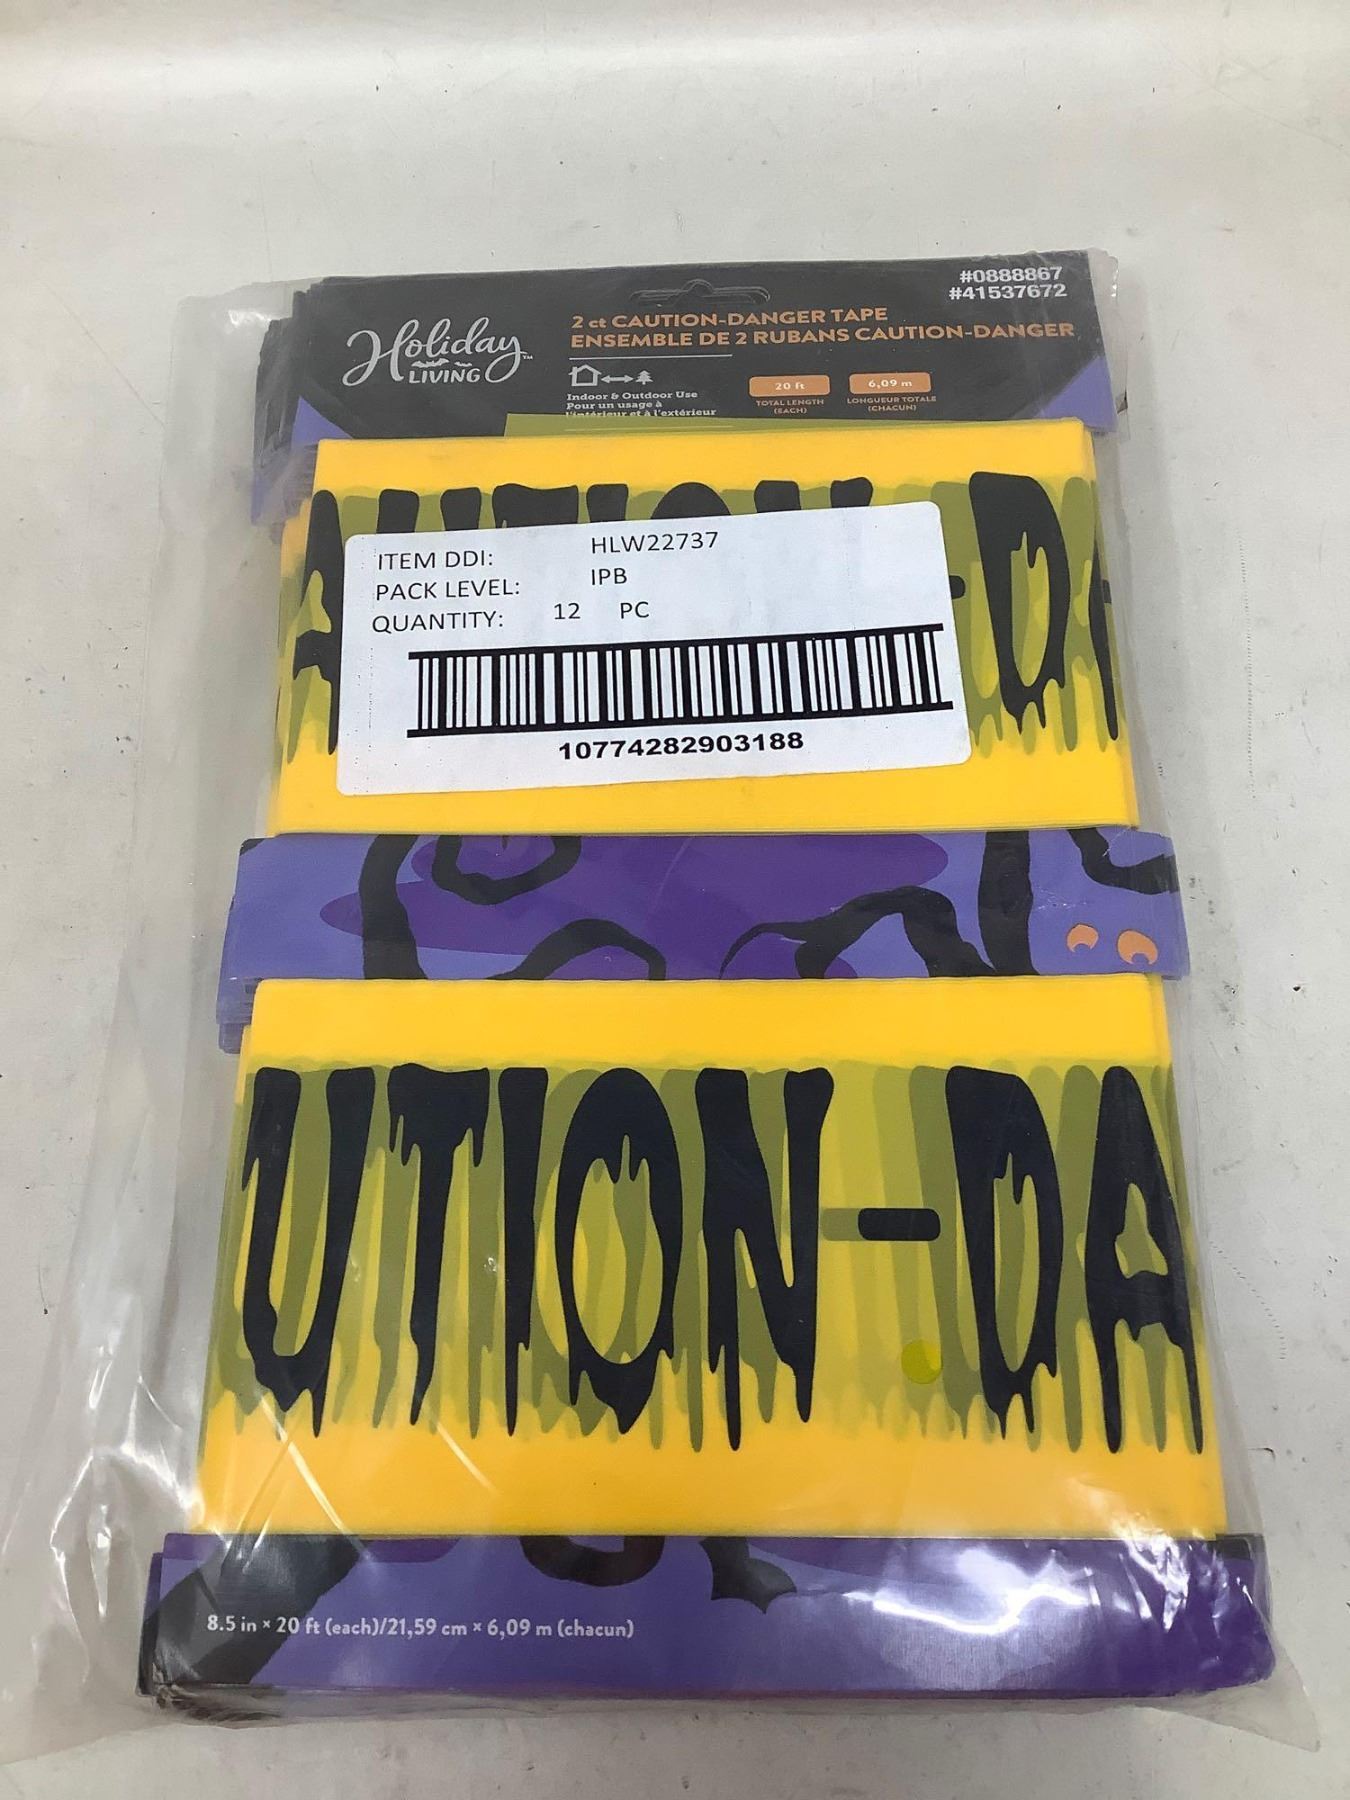 #0888867
#41537672
Holiday
LIVING™
2 ct CAUTION-DANGER TAPE
ENSEMBLE DE 2 RUBANS CAUTION-DANGER
Indoor & Outdoor Use
Pour un usage à
l'intérieur et à l'extérieur
20 ft
TOTAL LENGTH
(EACH)
6,09 m
LONGUEUR TOTALE
(CHACUN)
AUTION-DA
ITEM DDI: HLW22737
PACK LEVEL: IPB
QUANTITY: 12 PC
10774282903188
UTION-DA
8.5 in × 20 ft (each)/21,59 cm × 6,09 m (chacun)